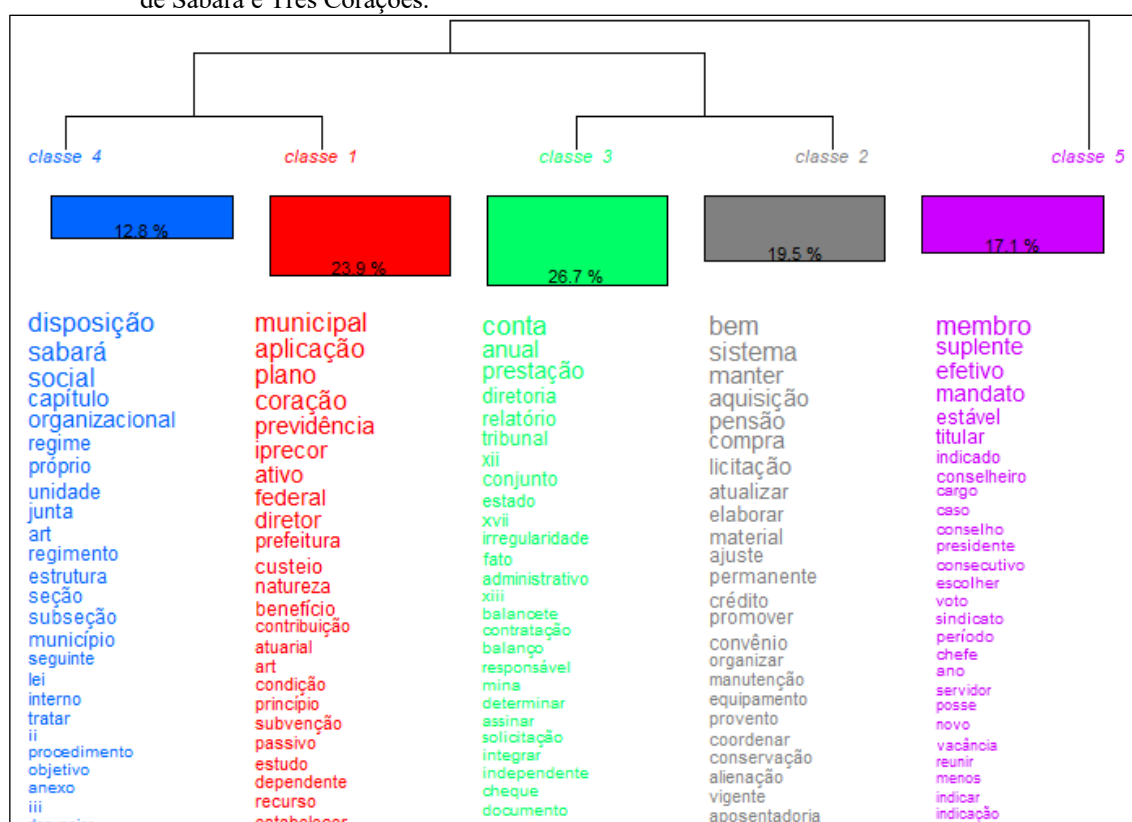 de Sabará e Três Corações.
classe 4
classe 1
classe 3
classe 2
classe 5
12.8 %
23.9 %
26.7 %
19.5 %
17.1 %
disposição
sabará
social
capítulo
organizacional
regime
próprio
unidade
junta
art
regimento
estrutura
seção
subseção
município
seguinte
lei
interno
tratar
ii
procedimento
objetivo
anexo
iii
municipal
aplicação
plano
coração
previdência
iprecor
ativo
federal
diretor
prefeitura
custeio
natureza
benefício
contribuição
atuarial
art
condição
princípio
subvenção
passivo
estudo
dependente
recurso
estabelecer
conta
anual
prestação
diretoria
relatório
tribunal
xii
conjunto
estado
xvii
irregularidade
fato
administrativo
xiii
balancete
contratação
balanço
responsável
mina
determinar
assinar
solicitação
integrar
independente
cheque
documento
bem
sistema
manter
aquisição
pensão
compra
licitação
atualizar
elaborar
material
ajuste
permanente
crédito
promover
convênio
organizar
manutenção
equipamento
provento
coordenar
conservação
alienação
vigente
aposentadoria
membro
suplente
efetivo
mandato
estável
titular
indicado
conselheiro
cargo
caso
conselho
presidente
consecutivo
escolher
voto
sindicato
período
chefe
ano
servidor
posse
novo
vacância
reunir
menos
indicar
indicação